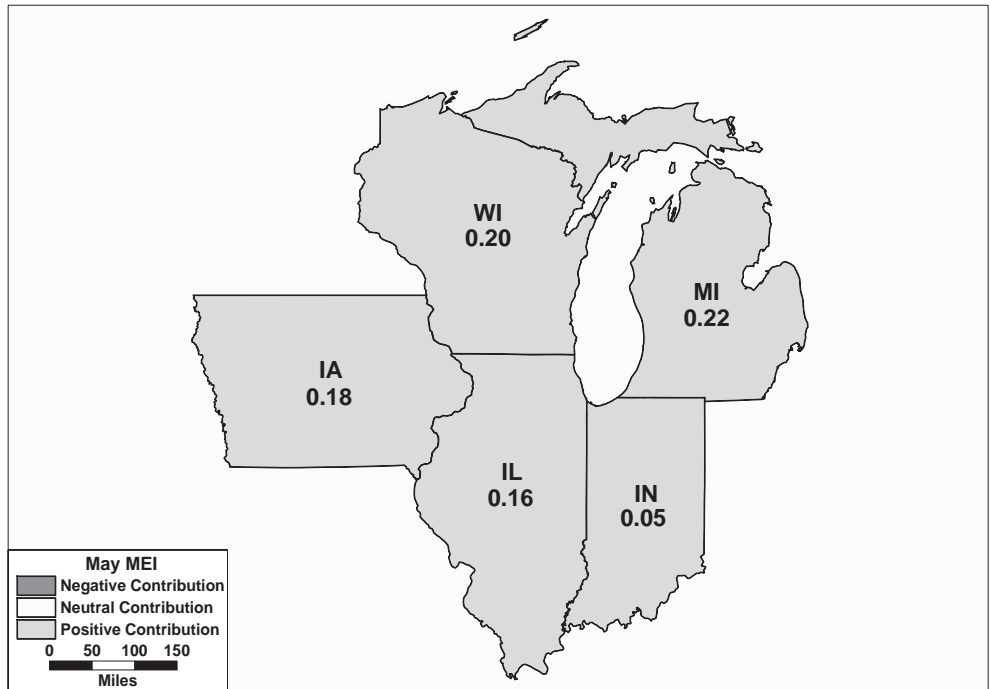 WI
0.20
MI
0.22
IA
0.18
IL
0.16
IN
0.05
May MEI
Negative Contribution
Neutral Contribution
Positive Contribution
0 50 100 150
Miles